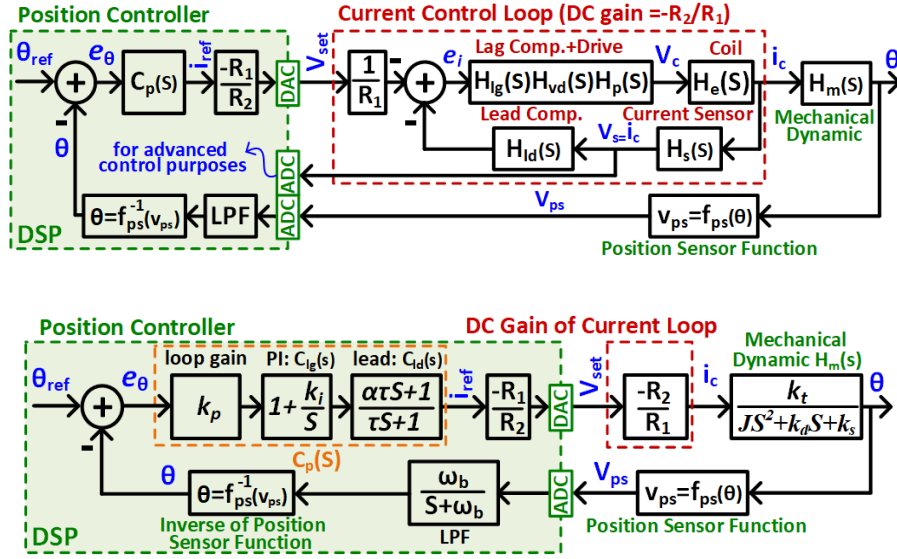 Position Controller
Current Control Loop (DC gain =-R₂/R₁)
θref
eθ
Cp(S)
iref
-R₁
R₂
DAC
Vset
1
R₁
ei
Lag Comp.+Drive
Hlg(S)Hvd(S)Hp(S)
Vc
Coil
He(S)
ic
Hm(S)
θ
Mechanical
Dynamic
θ
for advanced
control purposes
ADC
Lead Comp.
Hld(S)
Vs=ic
Current Sensor
Hs(S)
θ=fps⁻¹(vps)
LPF
ADC
Vps
vps=fps(θ)
DSP
Position Sensor Function
Position Controller
DC Gain of Current Loop
Mechanical
Dynamic Hm(s)
θref
eθ
loop gain
kp
PI: Clg(s)
1+ ki
S
lead: Cld(s)
ατS+1
τS+1
iref
-R₁
R₂
DAC
Vset
-R₂
R₁
ic
kt
JS²+kdS+ks
θ
Cp(S)
θ
θ=fps⁻¹(vps)
Inverse of Position
Sensor Function
ωb
S+ωb
LPF
ADC
Vps
vps=fps(θ)
Position Sensor Function
DSP